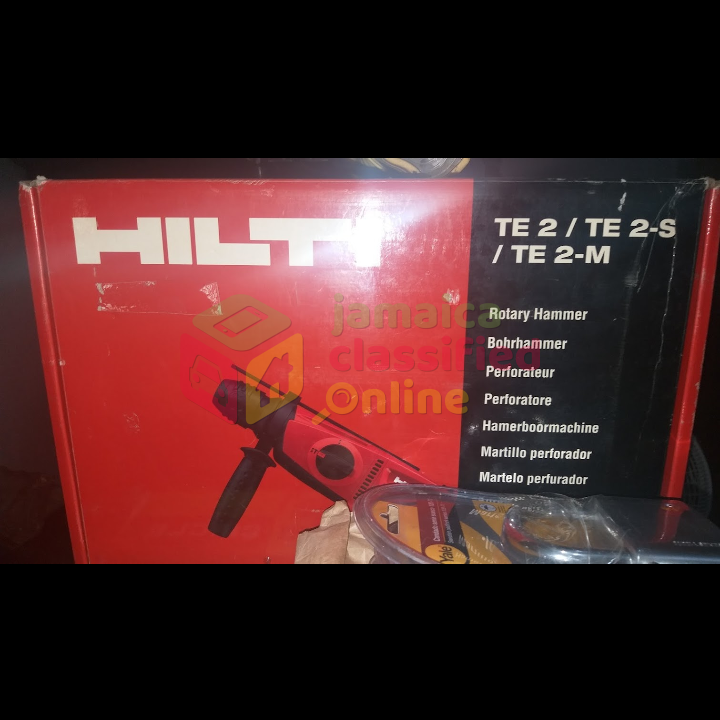 HILTI
TE 2 / TE 2-S
/ TE 2-M
Rotary Hammer
Bohrhammer
Perforateur
Perforatore
Hamerboormachine
Martillo perforador
Martelo perfurador
jamaica
classified
Online
Yale